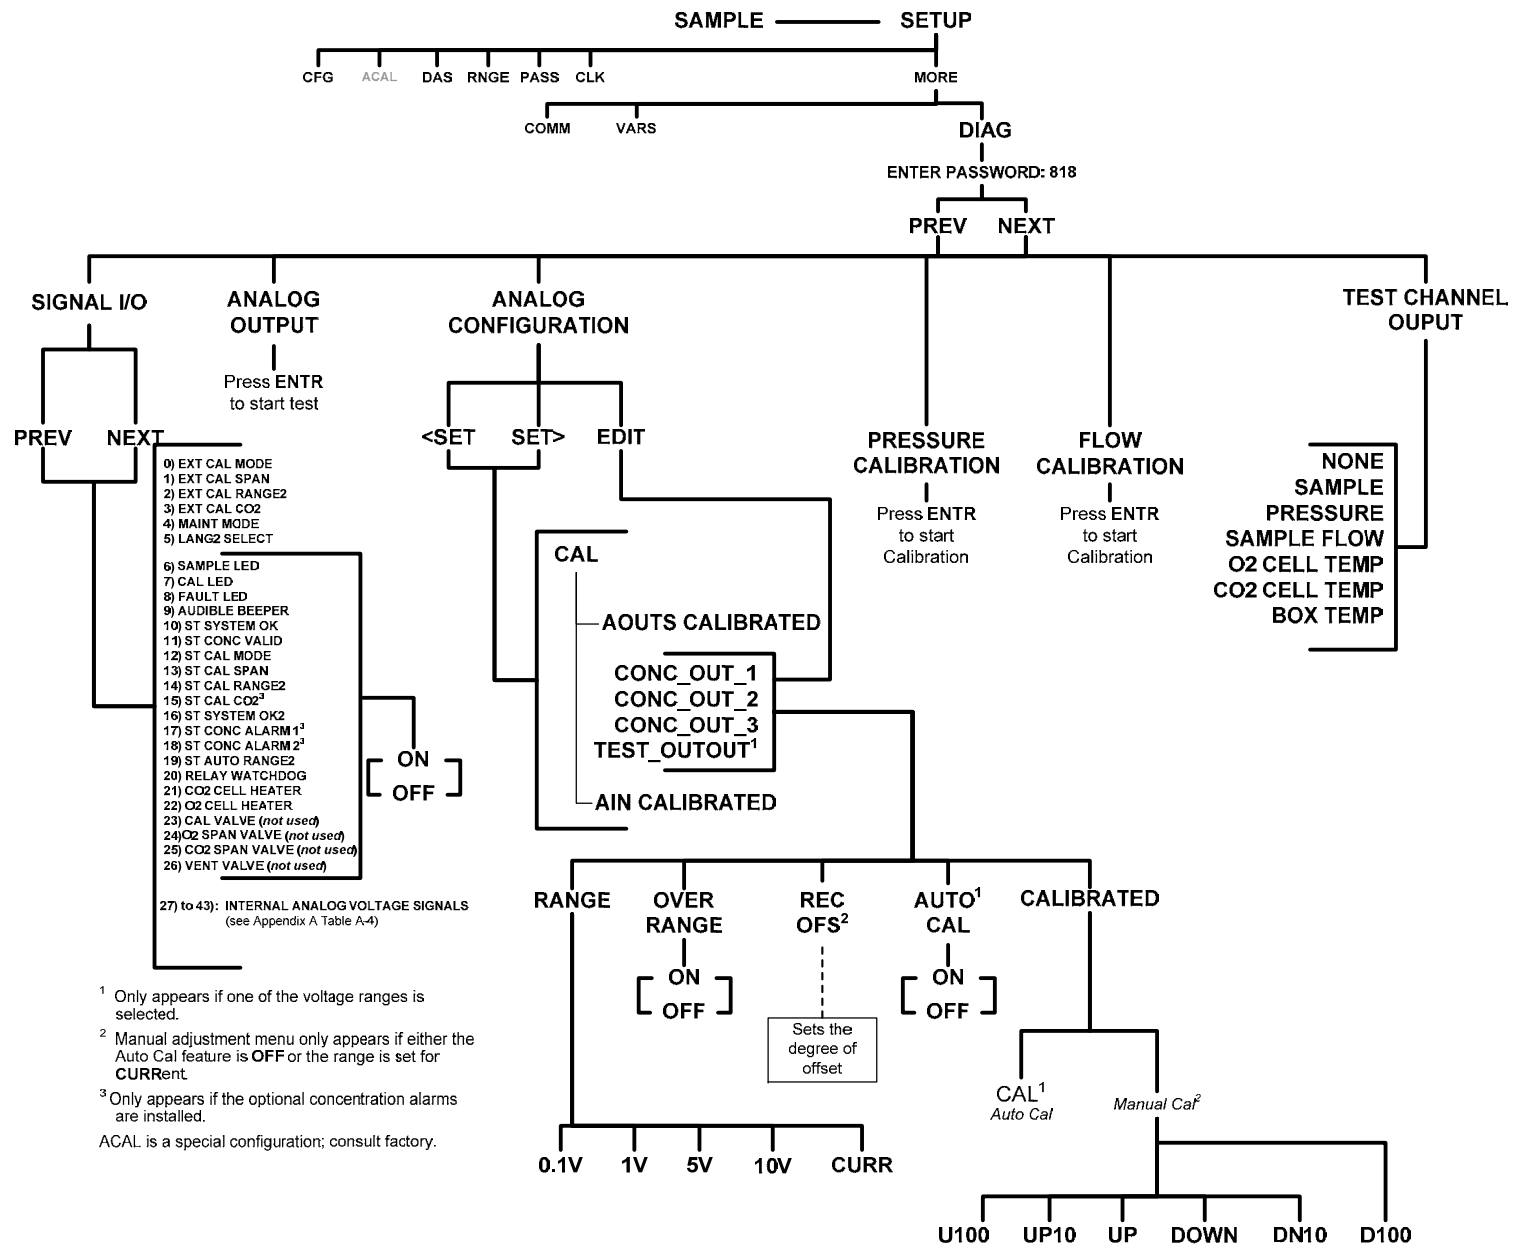 SAMPLE SETUP
CFG ACAL DAS RNGE PASS CLK MORE
COMM VARS
DIAG
ENTER PASSWORD: 818
PREV NEXT
SIGNAL I/O
ANALOG
OUTPUT
ANALOG
CONFIGURATION
TEST CHANNEL
OUPUT
Press ENTR
to start test
PREV NEXT
<SET SET> EDIT
PRESSURE
CALIBRATION
FLOW
CALIBRATION
Press ENTR
to start
Calibration
Press ENTR
to start
Calibration
NONE
SAMPLE
PRESSURE
SAMPLE FLOW
O2 CELL TEMP
CO2 CELL TEMP
BOX TEMP
0) EXT CAL MODE
1) EXT CAL SPAN
2) EXT CAL RANGE2
3) EXT CAL CO2
4) MAINT MODE
5) LANG2 SELECT
6) SAMPLE LED
7) CAL LED
8) FAULT LED
9) AUDIBLE BEEPER
10) ST SYSTEM OK
11) ST CONC VALID
12) ST CAL MODE
13) ST CAL SPAN
14) ST CAL RANGE2
15) ST CAL CO2³
16) ST SYSTEM OK2
17) ST CONC ALARM 1³
18) ST CONC ALARM 2³
19) ST AUTO RANGE2
20) RELAY WATCHDOG
21) CO2 CELL HEATER
22) O2 CELL HEATER
23) CAL VALVE (not used)
24)O2 SPAN VALVE (not used)
25) CO2 SPAN VALVE (not used)
26) VENT VALVE (not used)
27) to 43): INTERNAL ANALOG VOLTAGE SIGNALS
(see Appendix A Table A-4)
ON
OFF
CAL
AOUTS CALIBRATED
CONC_OUT_1
CONC_OUT_2
CONC_OUT_3
TEST_OUTOUT¹
AIN CALIBRATED
RANGE
OVER
RANGE
REC
OFS²
AUTO¹
CAL
CALIBRATED
ON
OFF
ON
OFF
Sets the
degree of
offset
CAL¹
Auto Cal
Manual Cal²
0.1V 1V 5V 10V CURR
U100 UP10 UP DOWN DN10 D100
¹ Only appears if one of the voltage ranges is
selected.
² Manual adjustment menu only appears if either the
Auto Cal feature is OFF or the range is set for
CURRent.
³ Only appears if the optional concentration alarms
are installed.
ACAL is a special configuration; consult factory.